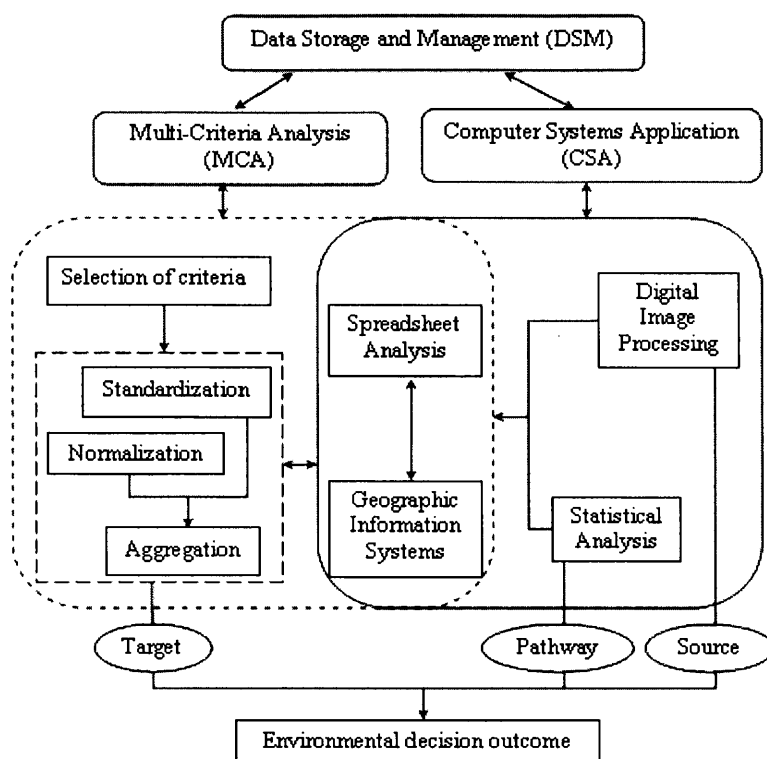 Data Storage and Management (DSM)
Multi-Criteria Analysis
(MCA)
Computer Systems Application
(CSA)
Selection of criteria
Standardization
Normalization
Aggregation
Spreadsheet
Analysis
Geographic
Information
Systems
Digital
Image
Processing
Statistical
Analysis
Target
Pathway
Source
Environmental decision outcome